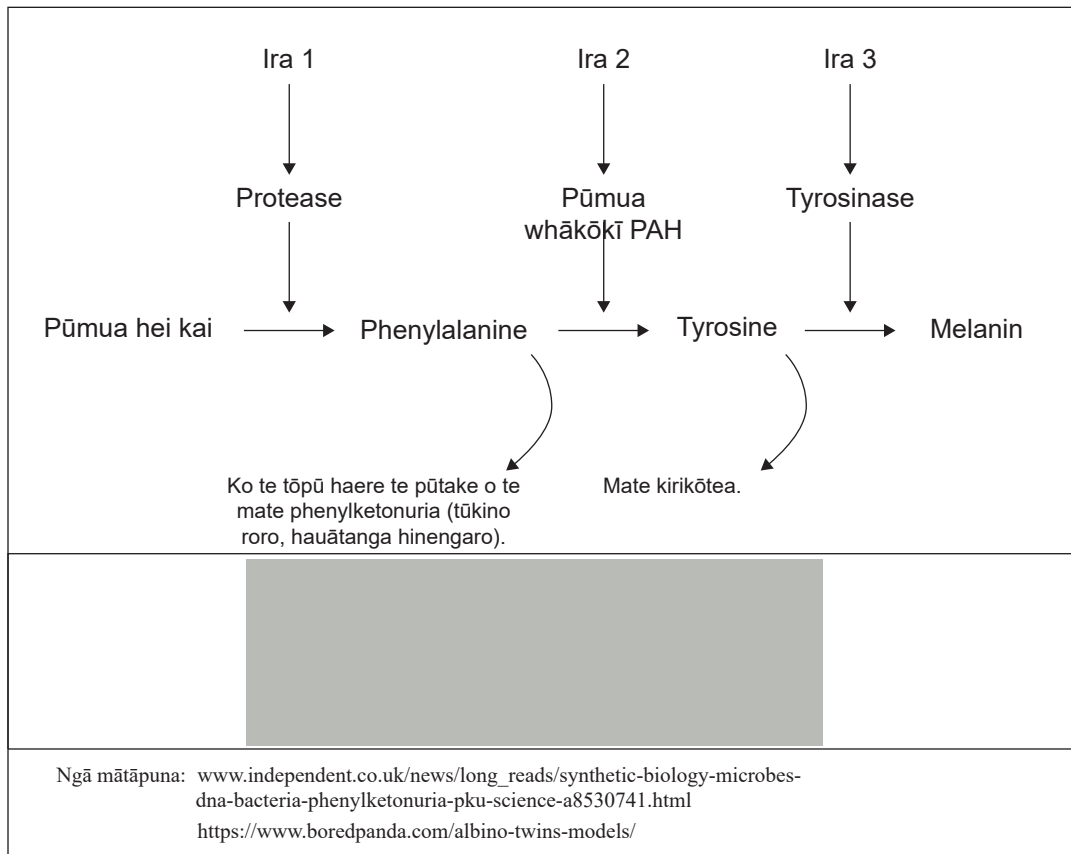 Ira 1
Ira 2
Ira 3
Protease
Pūmua
whākōkī PAH
Tyrosinase
Pūmua hei kai
Phenylalanine
Tyrosine
Melanin
Ko te tōpū haere te pūtake o te
mate phenylketonuria (tūkino
roro, hauātanga hinengaro).
Mate kirikōtea.
Ngā mātāpuna: www.independent.co.uk/news/long_reads/synthetic-biology-microbes-
dna-bacteria-phenylketonuria-pku-science-a8530741.html
https://www.boredpanda.com/albino-twins-models/